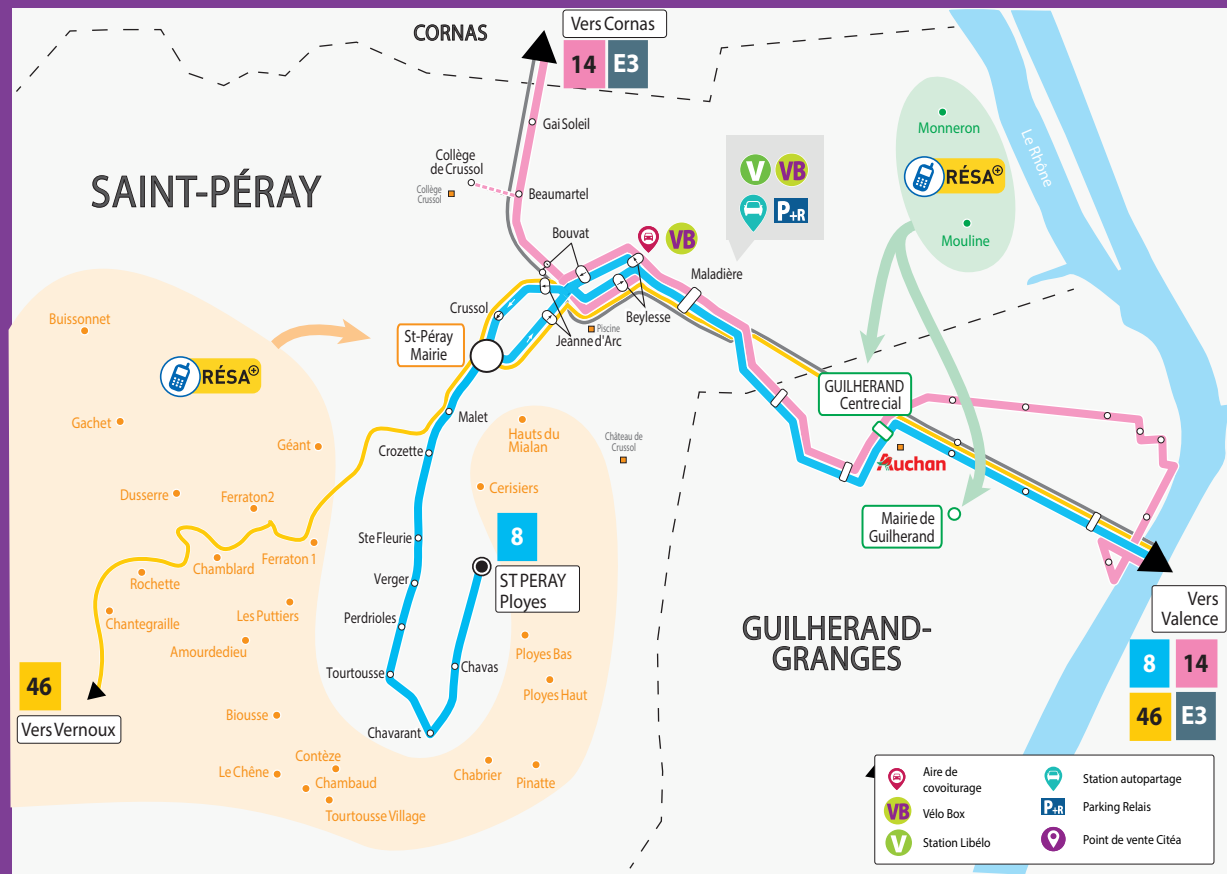 CORNAS
Vers Cornas
14 E3
Gai Soleil
Collège
de Crussol
Collège
Crussol
Beaumartel
SAINT-PÉRAY
V VB
P+R
Monneron
RÉSA+
Mouline
Le Rhône
Bouvat
VB
Maladière
Crussol
Beylesse
Piscine
Jeanne d'Arc
St-Péray
Mairie
Buissonnet
RÉSA+
Malet
Crozette
Gachet
Géant
Dusserre
Ferraton2
Ferraton 1
Chamblard
Rochette
Chantegraille
Les Puttiers
Amourdedieu
Hauts du
Mialan
Cerisiers
Château de
Crussol
GUILHERAND
Centre cial
Auchan
Mairie de
Guilherand
8
ST PERAY
Ployes
Ste Fleurie
Verger
Perdrioles
Tourtousse
Chavas
Chavarant
Ployes Bas
Ployes Haut
GUILHERAND-
GRANGES
Vers
Valence
8 14
46 E3
46
Vers Vernoux
Biousse
Contèze
Le Chêne
Chambaud
Tourtousse Village
Chabrier
Pinatte
Aire de
covoiturage
VB Vélo Box
V Station Libélo
Station autopartage
P+R Parking Relais
Point de vente Citéa